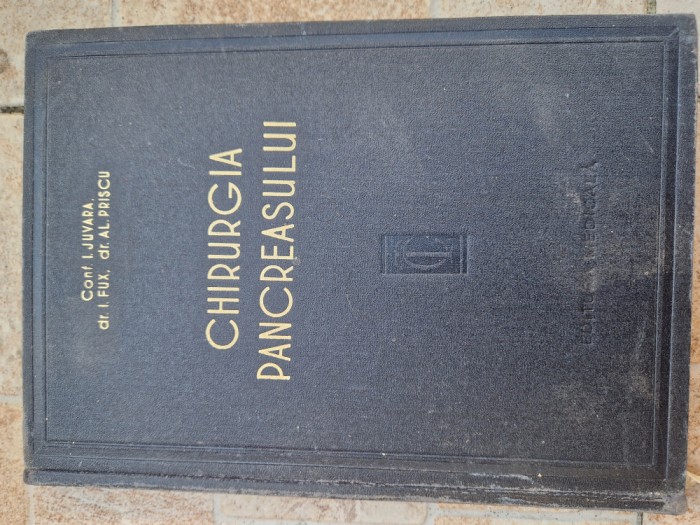 Conf. I. JUVARA,
dr. I. FUX, dr. AL. PRISCU
CHIRURGIA
PANCREASULUI
EDITURA MEDICALĂ